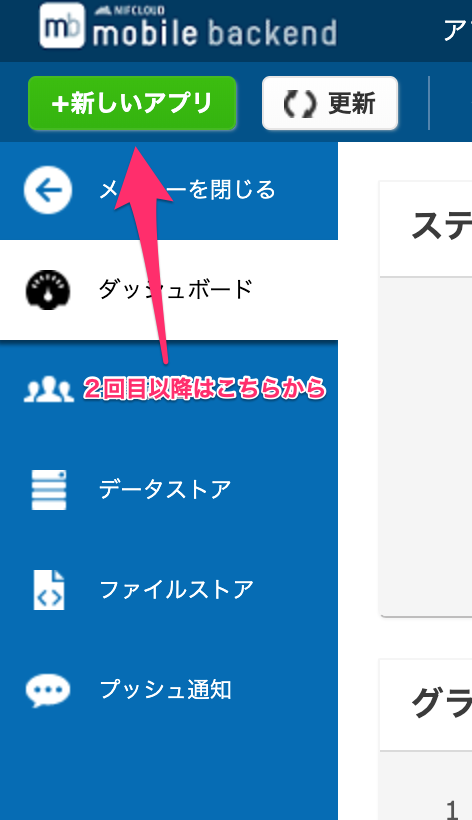 mb NIFCLOUD
mobile backend
ア
+新しいアプリ
更新
メニューを閉じる
ステ
ダッシュボード
2回目以降はこちらから
データストア
ファイルストア
プッシュ通知
グラ
1